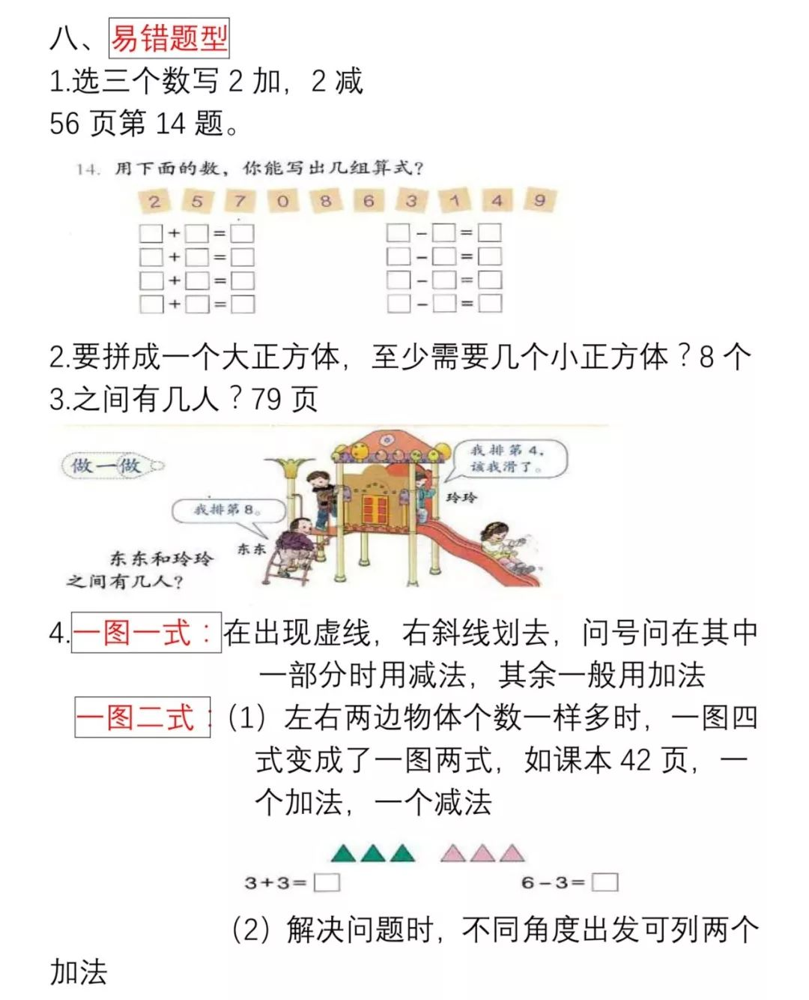 八、易错题型
1.选三个数写 2 加，2 减
56 页第 14 题。
14. 用下面的数，你能写出几组算式？
2 5 7 0 8 6 3 1 4 9
□+□=□ □-□=□
□+□=□ □-□=□
□+□=□ □-□=□
□+□=□ □-□=□
2.要拼成一个大正方体，至少需要几个小正方体？8 个
3.之间有几人？79 页
做一做
我排第 4，
该我滑了。
玲玲
我排第 8。
东东
东东和玲玲
之间有几人？
4.一图一式：在出现虚线，右斜线划去，问号问在其中
一部分时用减法，其余一般用加法
一图二式：（1）左右两边物体个数一样多时，一图四
式变成了一图两式，如课本 42 页，一
个加法，一个减法
3+3=□ 6-3=□
（2）解决问题时，不同角度出发可列两个
加法